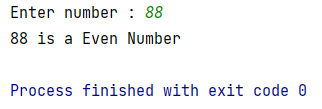 Enter number : 88
88 is a Even Number
Process finished with exit code 0